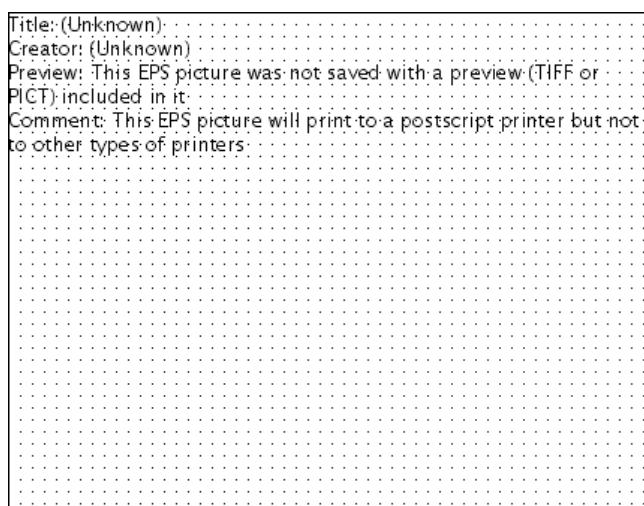 Title: (Unknown)
Creator: (Unknown)
Preview: This EPS picture was not saved with a preview (TIFF or
PICT) included in it
Comment: This EPS picture will print to a postscript printer but not
to other types of printers